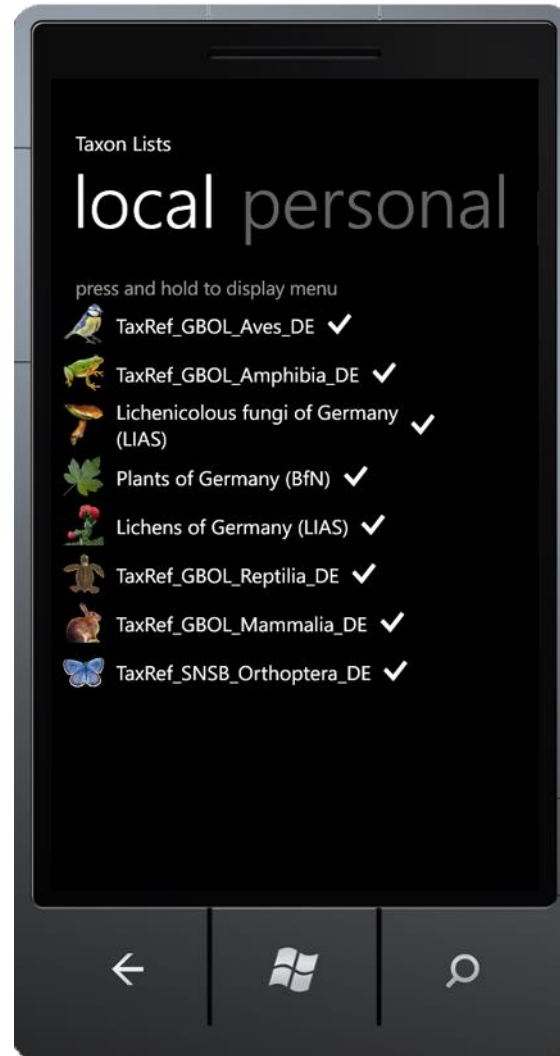 Taxon Lists
local personal
press and hold to display menu
TaxRef_GBOL_Aves_DE
TaxRef_GBOL_Amphibia_DE
Lichenicolous fungi of Germany
(LIAS)
Plants of Germany (BfN)
Lichens of Germany (LIAS)
TaxRef_GBOL_Reptilia_DE
TaxRef_GBOL_Mammalia_DE
TaxRef_SNSB_Orthoptera_DE